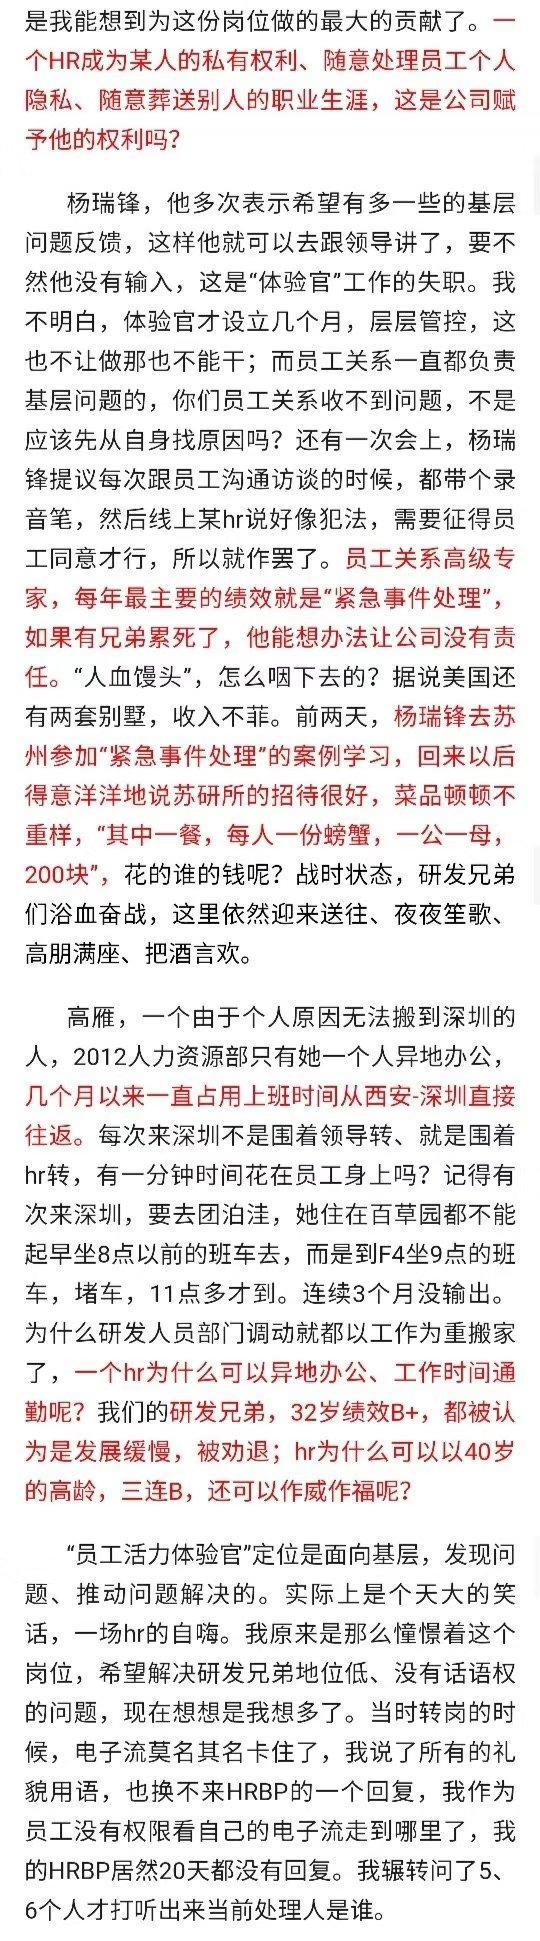 是我能想到为这份岗位做的最大的贡献了。一
个HR成为某人的私有权利、随意处理员工个人
隐私、随意葬送别人的职业生涯，这是公司赋
予他的权利吗？
杨瑞锋，他多次表示希望有多一些的基层
问题反馈，这样他就可以去跟领导讲了，要不
然他没有输入，这是“体验官”工作的失职。我
不明白，体验官才设立几个月，层层管控，这
也不让做那也不能干；而员工关系一直都负责
基层问题的，你们员工关系收不到问题，不是
应该先从自身找原因吗？还有一次会上，杨瑞
锋提议每次跟员工沟通访谈的时候，都带个录
音笔，然后线上某hr说好像犯法，需要征得员
工同意才行，所以就作罢了。员工关系高级专
家，每年最主要的绩效就是“紧急事件处理”，
如果有兄弟累死了，他能想办法让公司没有责
任。“人血馒头”，怎么咽下去的？据说美国还
有两套别墅，收入不菲。前两天，杨瑞锋去苏
州参加“紧急事件处理”的案例学习，回来以后
得意洋洋地说苏研所的招待很好，菜品顿顿不
重样，“其中一餐，每人一份螃蟹，一公一母，
200块”，花的谁的钱呢？战时状态，研发兄弟
们浴血奋战，这里依然迎来送往、夜夜笙歌、
高朋满座、把酒言欢。
高雁，一个由于个人原因无法搬到深圳的
人，2012人力资源部只有她一个人异地办公，
几个月以来一直占用上班时间从西安-深圳直接
往返。每次来深圳不是围着领导转、就是围着
hr转，有一分钟时间花在员工身上吗？记得有
次来深圳，要去团泊洼，她住在百草园都不能
起早坐8点以前的班车去，而是到F4坐9点的班
车，堵车，11点多才到。连续3个月没输出。
为什么研发人员部门调动就都以工作为重搬家
了，一个hr为什么可以异地办公、工作时间通
勤呢？我们的研发兄弟，32岁绩效B+，都被认
为是发展缓慢，被劝退；hr为什么可以以40岁
的高龄，三连B，还可以作威作福呢？
“员工活力体验官”定位是面向基层，发现问
题、推动问题解决的。实际上是个天大的笑
话，一场hr的自嗨。我原来是那么憧憬着这个
岗位，希望解决研发兄弟地位低、没有话语权
的问题，现在想想是我想多了。当时转岗的时
候，电子流莫名其名卡住了，我说了所有的礼
貌用语，也换不来HRBP的一个回复，我作为
员工没有权限看自己的电子流走到哪里了，我
的HRBP居然20天都没有回复。我辗转问了5、
6个人才打听出来当前处理人是谁。